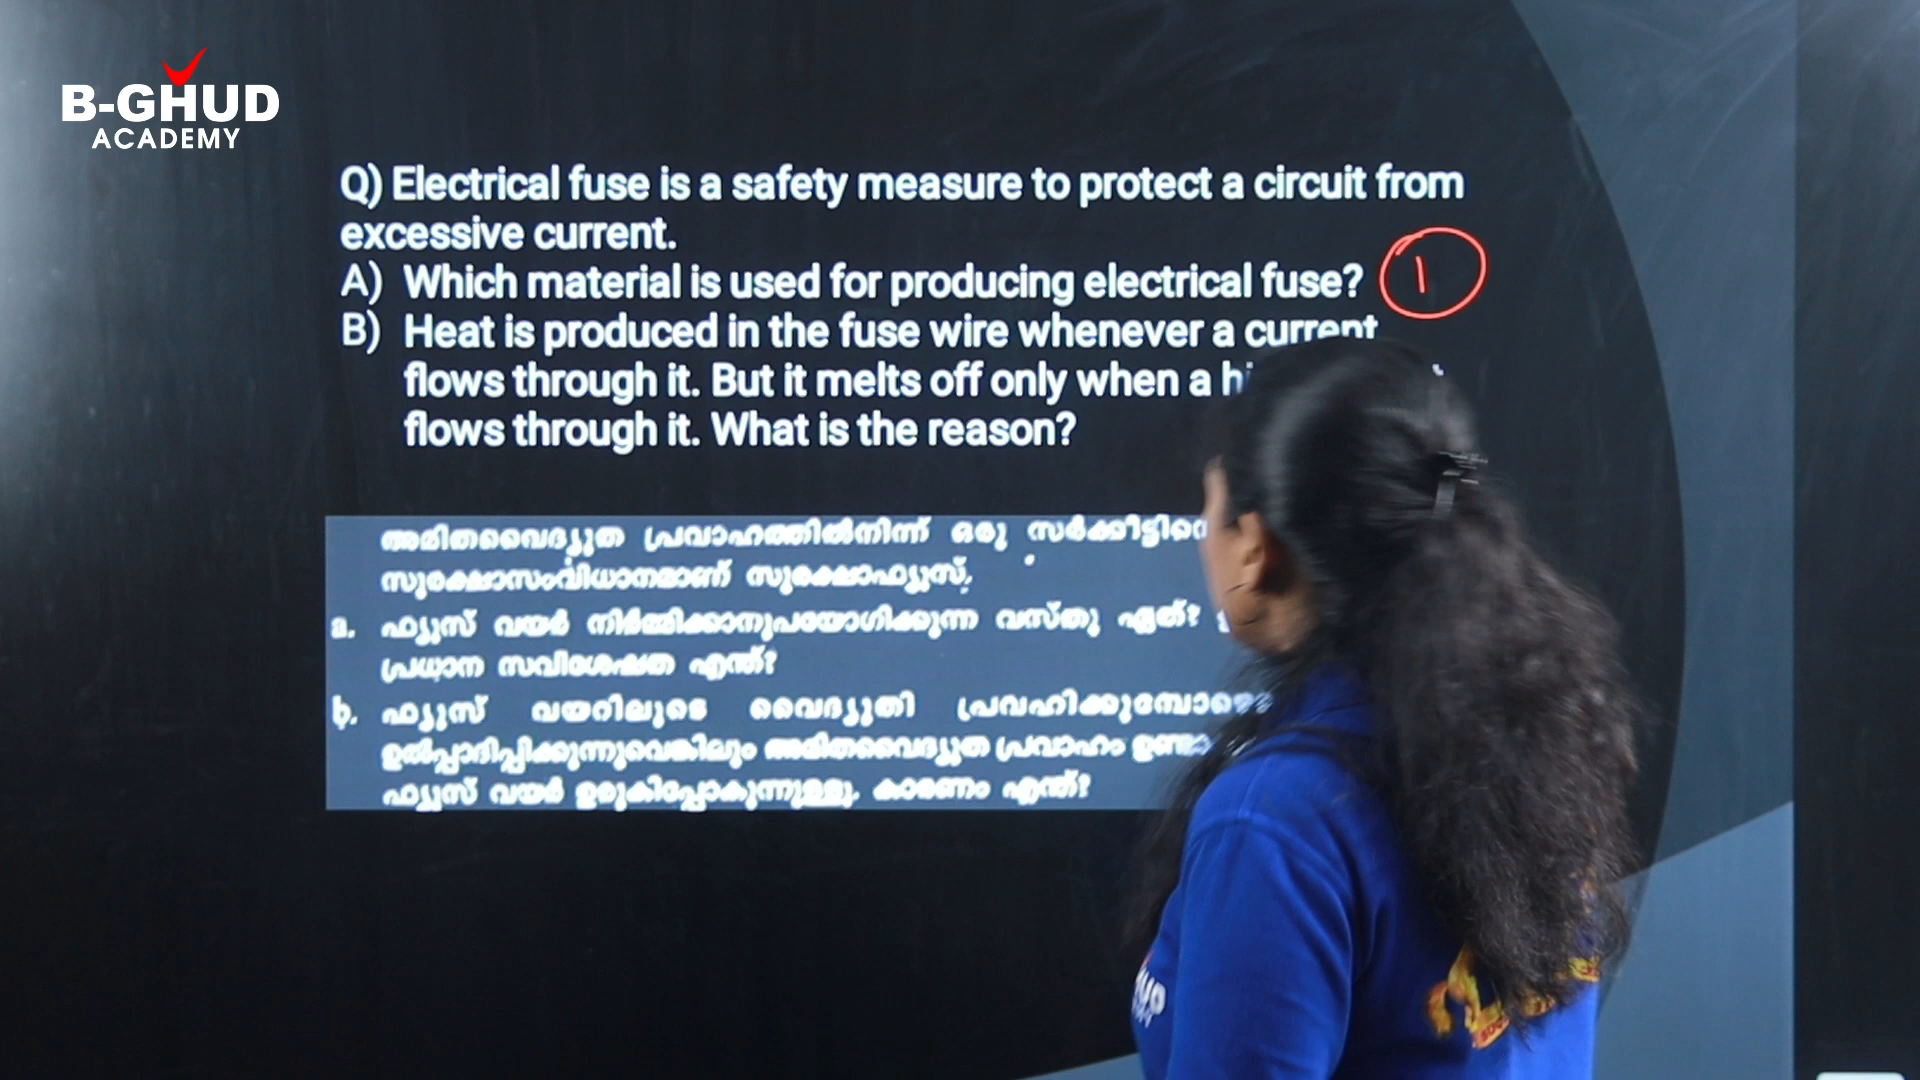 B-GHUD
ACADEMY
Q) Electrical fuse is a safety measure to protect a circuit from
excessive current.
A) Which material is used for producing electrical fuse?
1
B) Heat is produced in the fuse wire whenever a current
flows through it. But it melts off only when a
flows through it. What is the reason?
അമിതവൈദ്യുത പ്രവാഹത്തിൽനിന്ന് ഒരു
സുരക്ഷാസംവിധാനമാണ് സുരക്ഷാഫ്യൂസ്.
a. ഫ്യൂസ് വയർ നിർമ്മിക്കാനുപയോഗിക്കുന്ന വസ്തു ഏത്?
പ്രധാന സവിശേഷത എന്ത്?
b. ഫ്യൂസ് വയറിലൂടെ വൈദ്യുതി
ഉൽപ്പാദിപ്പിക്കുന്നുവെങ്കിലും അമിതവൈദ്യുത പ്രവാഹം
ഫ്യൂസ് വയർ ഉരുകിപ്പോകുന്നുള്ളു. കാരണം എന്ത്?